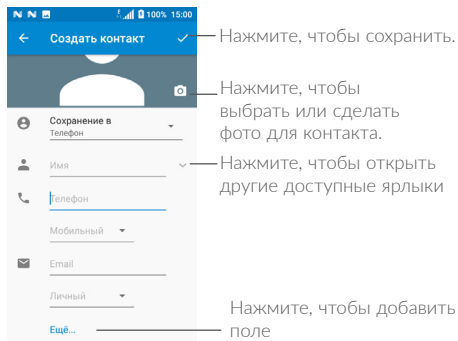 N N 100% 15:00
Создать контакт
Нажмите, чтобы сохранить.
Нажмите, чтобы
выбрать или сделать
фото для контакта.
Сохранение в
Телефон
Имя
Нажмите, чтобы открыть
другие доступные ярлыки
Телефон
Мобильный
Email
Личный
Ещё...
Нажмите, чтобы добавить
поле